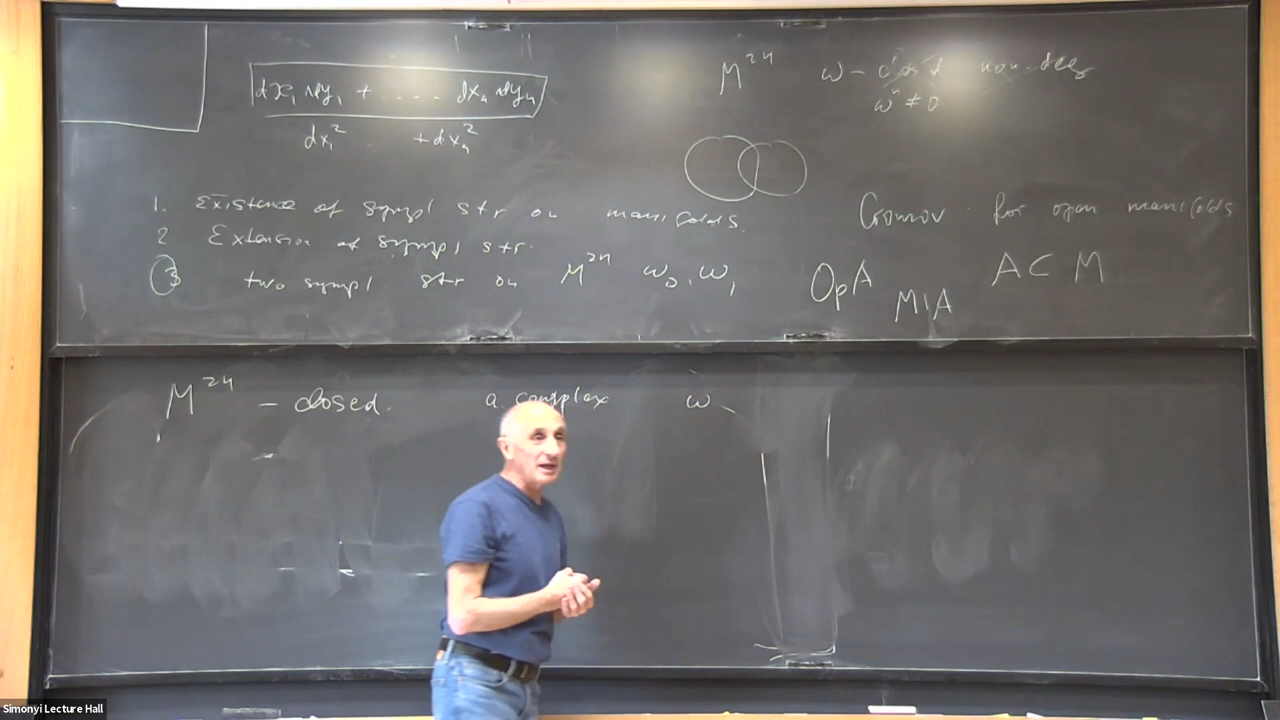 dx₁∧dy₁ + .... dxₙ∧dyₙ
dx₁² .. +dxₙ²
M²ⁿ ω – closed non-deg
ωⁿ ≠ 0
1. Existence of sympl str on manifolds.
2 Extension of sympl str.
3 two sympl str on M²ⁿ ω₀, ω₁
Gromov. for open manifolds
OpA M\A ACM
M²ⁿ – closed. a. complex ω
Simonyi Lecture Hall